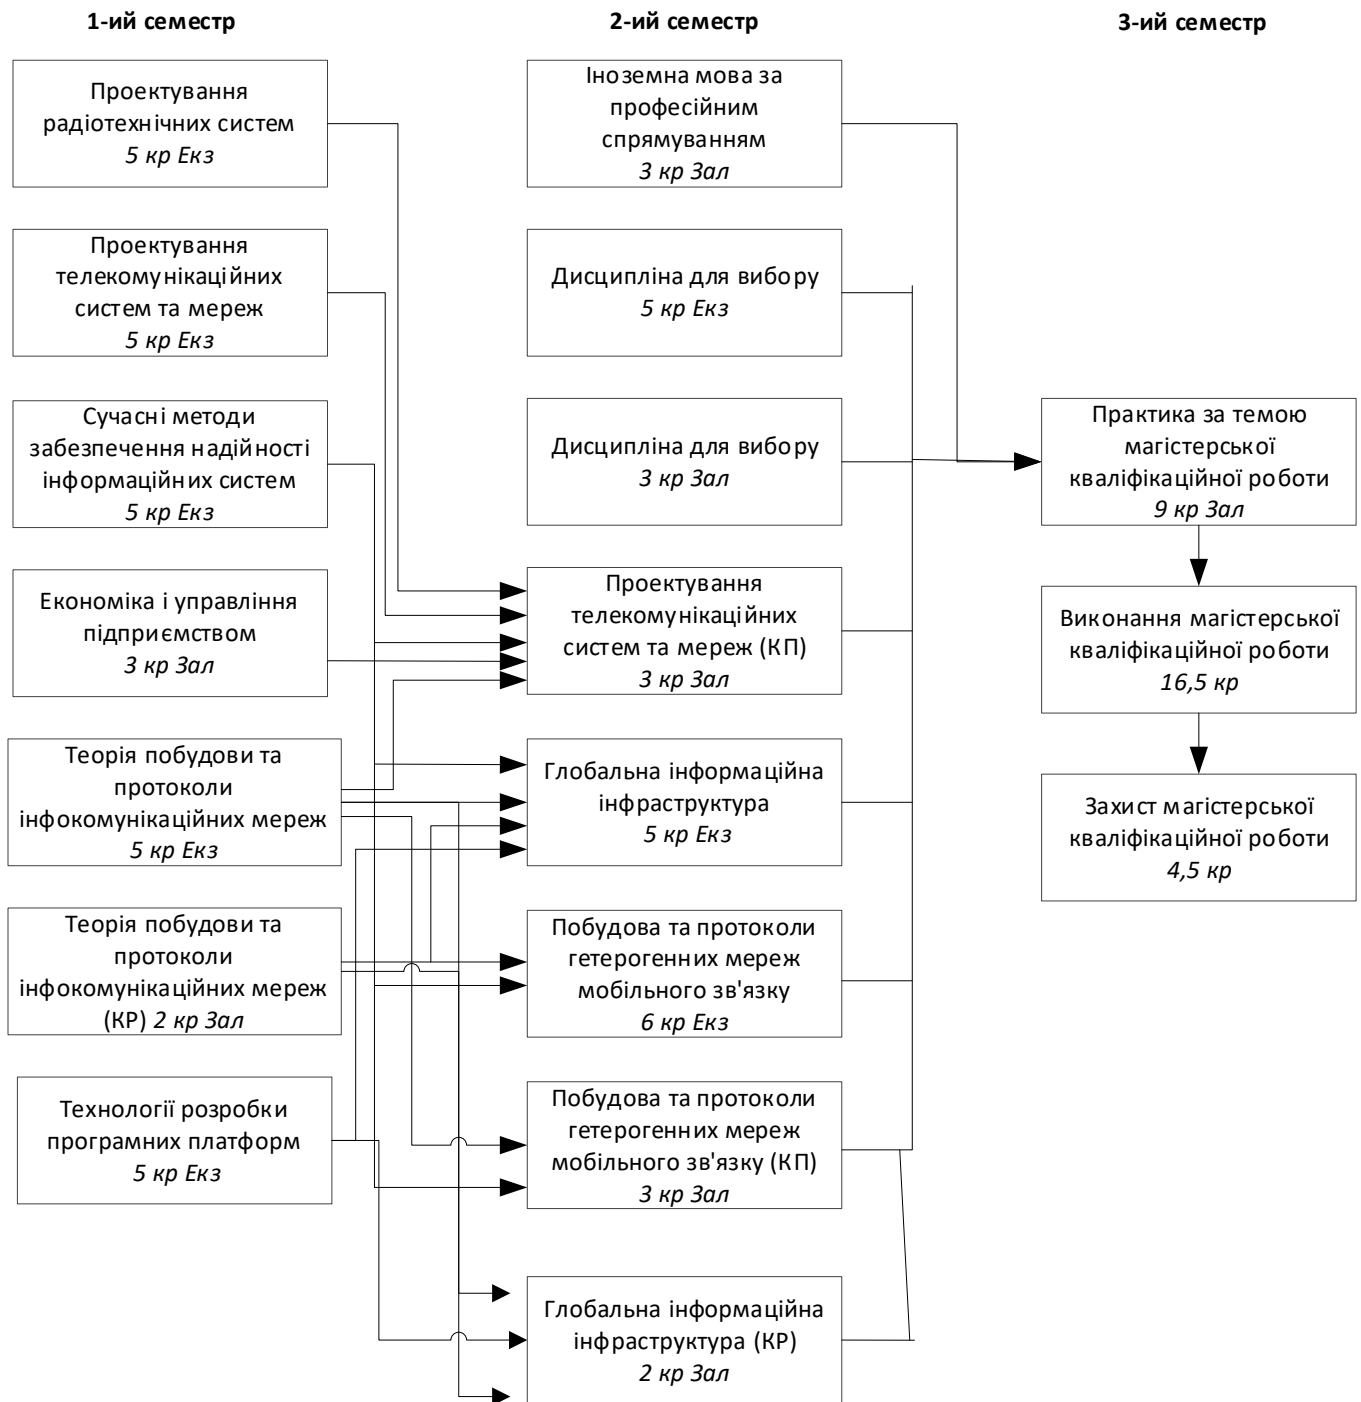 1-ий семестр
Проектування
радіотехнічних систем
5 кр Екз
Проектування
телекомунікаційних
систем та мереж
5 кр Екз
Сучасні методи
забезпечення надійності
інформаційних систем
5 кр Екз
Економіка і управління
підприємством
3 кр Зал
Теорія побудови та
протоколи
інфокомунікаційних мереж
5 кр Екз
Теорія побудови та
протоколи
інфокомунікаційних мереж
(КР) 2 кр Зал
Технології розробки
програмних платформ
5 кр Екз
2-ий семестр
Іноземна мова за
професійним
спрямуванням
3 кр Зал
Дисципліна для вибору
5 кр Екз
Дисципліна для вибору
3 кр Зал
Проектування
телекомунікаційних
систем та мереж (КП)
3 кр Зал
Глобальна інформаційна
інфраструктура
5 кр Екз
Побудова та протоколи
гетерогенних мереж
мобільного зв'язку
6 кр Екз
Побудова та протоколи
гетерогенних мереж
мобільного зв'язку (КП)
3 кр Зал
Глобальна інформаційна
інфраструктура (КР)
2 кр Зал
3-ий семестр
Практика за темою
магістерської
кваліфікаційної роботи
9 кр Зал
Виконання магістерської
кваліфікаційної роботи
16,5 кр
Захист магістерської
кваліфікаційної роботи
4,5 кр